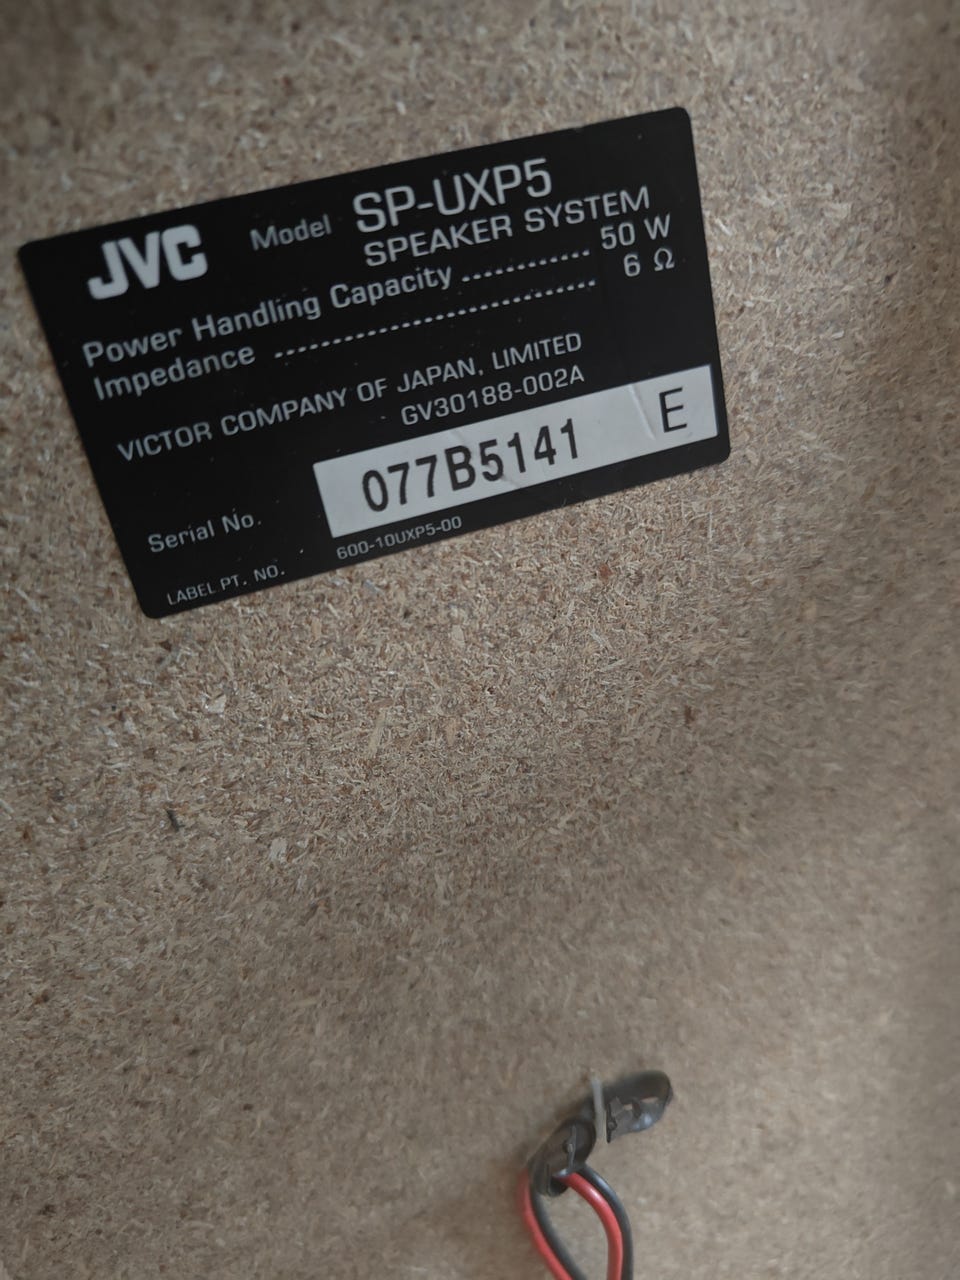 JVC Model SP-UXP5
SPEAKER SYSTEM
Power Handling Capacity ............ 50 W
Impedance .............................. 6 Ω
VICTOR COMPANY OF JAPAN, LIMITED
GV30188-002A
Serial No. 077B5141 E
LABEL PT. NO. 600-10UXP5-00